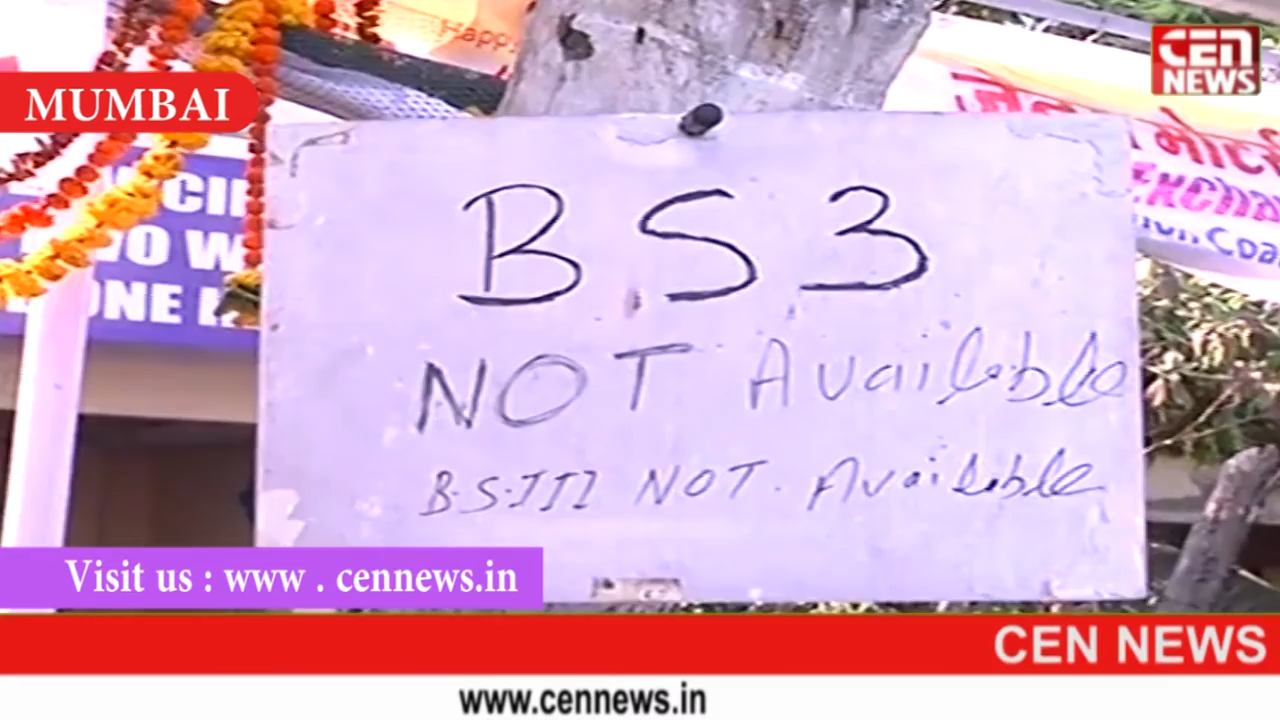 Happ
CEN
NEWS
MUMBAI
BS3
NOT Available
B.S.III NOT. Available
Visit us : www . cennews.in
CEN NEWS
www.cennews.in